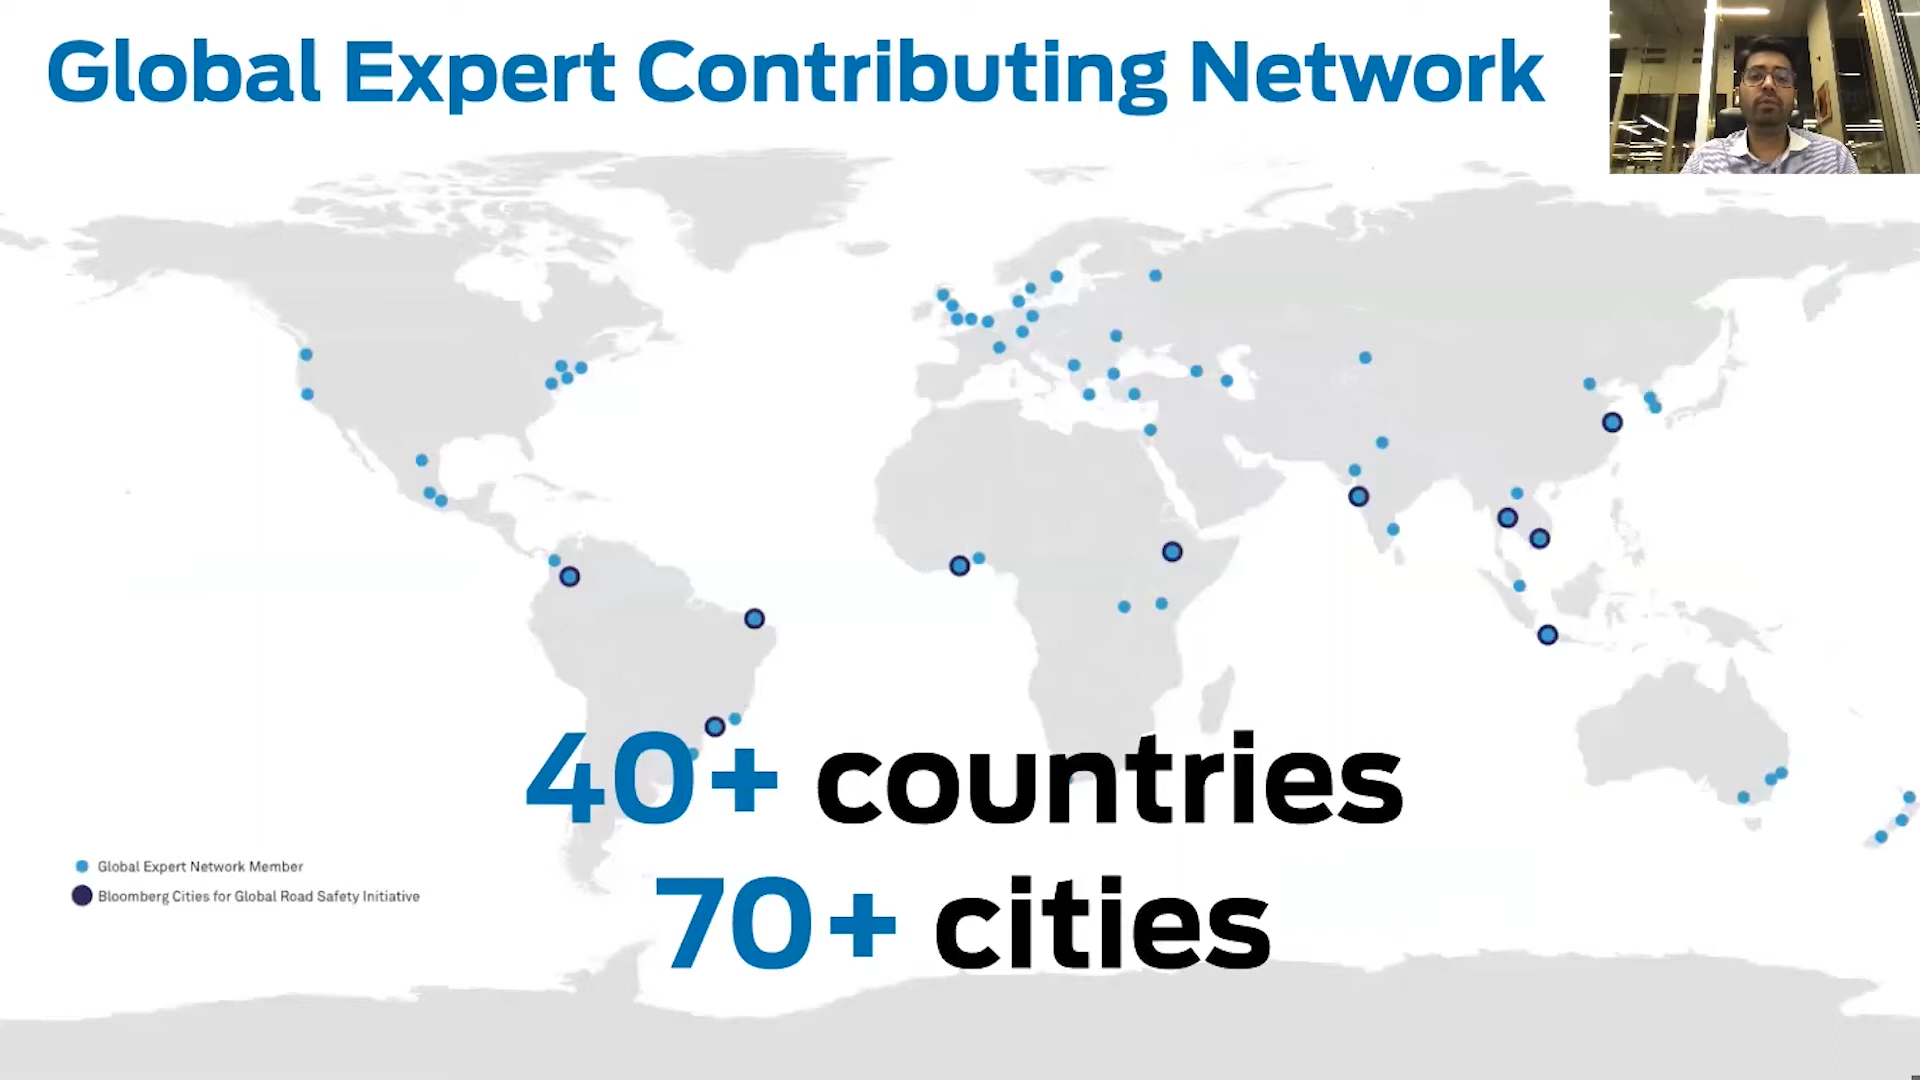 Global Expert Contributing Network
40+ countries
70+ cities
Global Expert Network Member
Bloomberg Cities for Global Road Safety Initiative